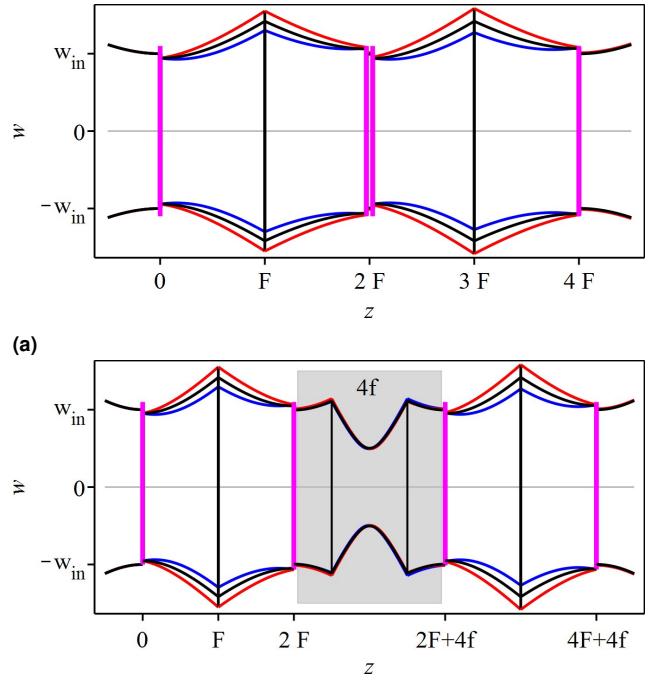 w_in
w
0
−w_in
0 F 2 F 3 F 4 F
z
(a)
4f
w_in
w
0
−w_in
0 F 2 F 2F+4f 4F+4f
z